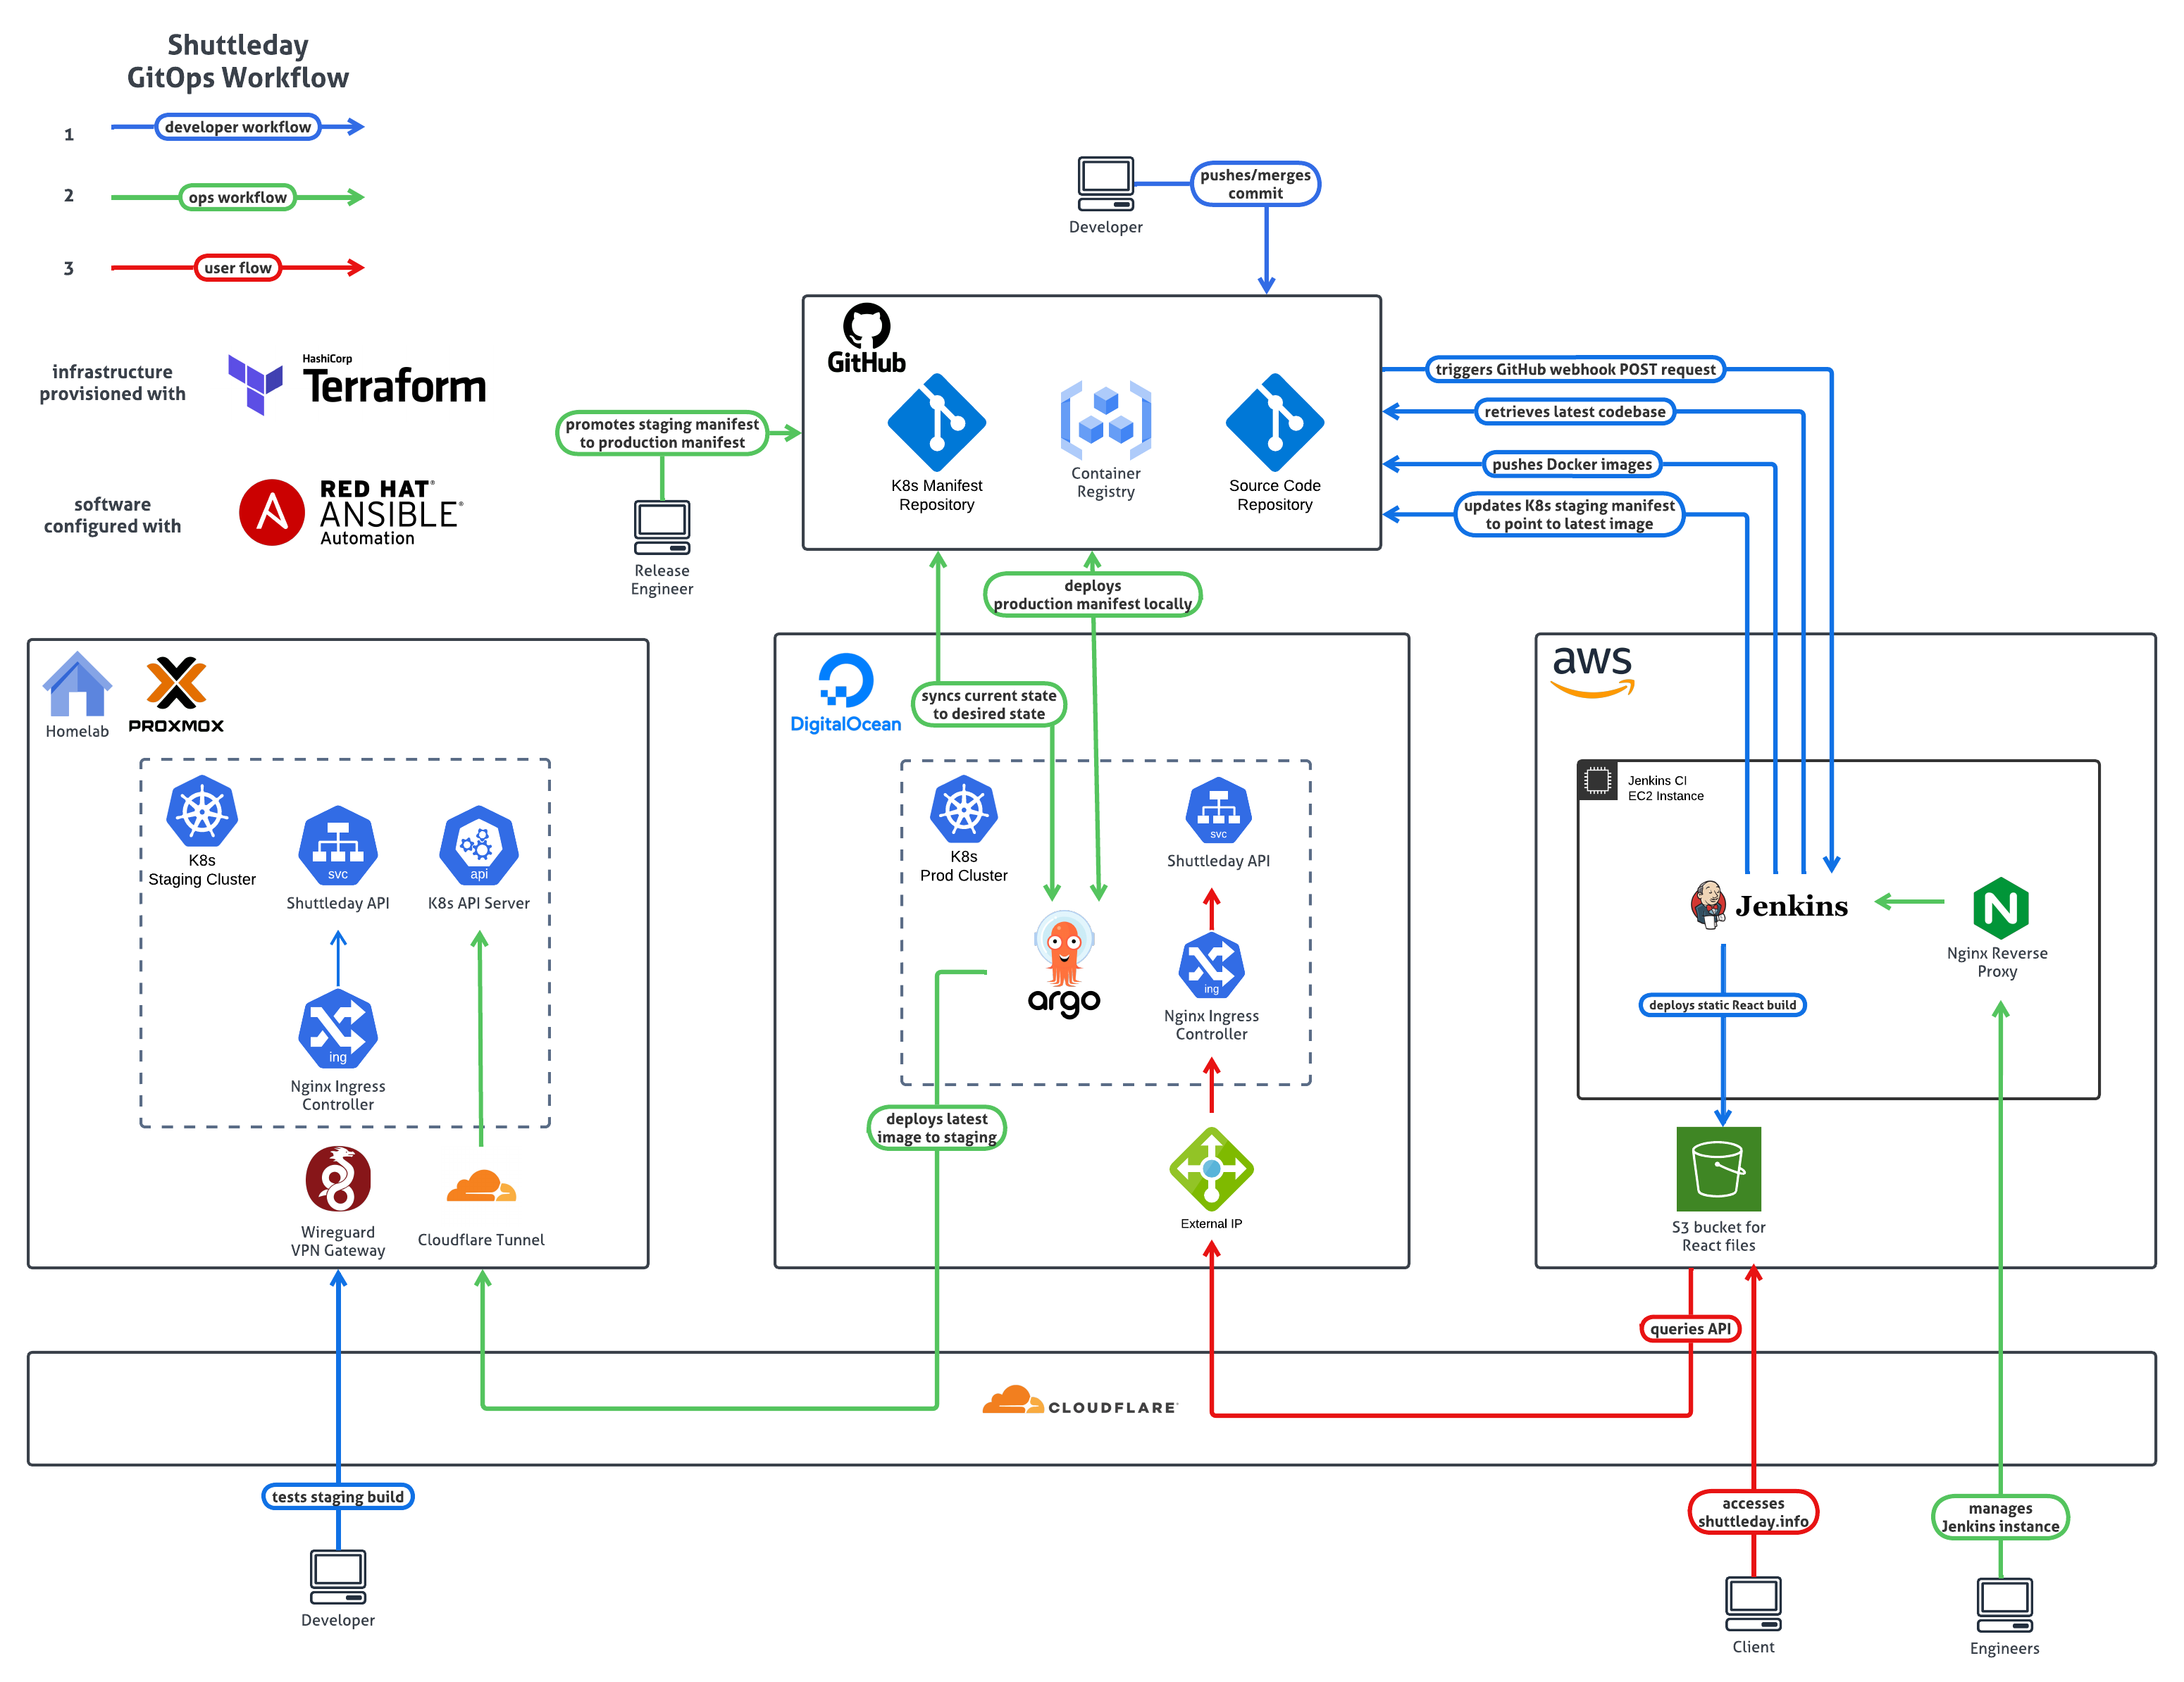 Shuttleday
GitOps Workflow
1
developer workflow
2
ops workflow
3
user flow
infrastructure
provisioned with
HashiCorp
Terraform
software
configured with
RED HAT®
ANSIBLE®
Automation
Developer
pushes/merges
commit
GitHub
K8s Manifest
Repository
Container
Registry
Source Code
Repository
promotes staging manifest
to production manifest
Release
Engineer
triggers GitHub webhook POST request
retrieves latest codebase
pushes Docker images
updates K8s staging manifest
to point to latest image
deploys
production manifest locally
syncs current state
to desired state
Homelab
PROXMOX
K8s
Staging Cluster
svc
Shuttleday API
api
K8s API Server
ing
Nginx Ingress
Controller
Wireguard
VPN Gateway
Cloudflare Tunnel
DigitalOcean
K8s
Prod Cluster
svc
Shuttleday API
argo
ing
Nginx Ingress
Controller
deploys latest
image to staging
External IP
aws
Jenkins CI
EC2 Instance
Jenkins
N
Nginx Reverse
Proxy
deploys static React build
S3 bucket for
React files
queries API
CLOUDFLARE
tests staging build
Developer
accesses
shuttleday.info
Client
manages
Jenkins instance
Engineers